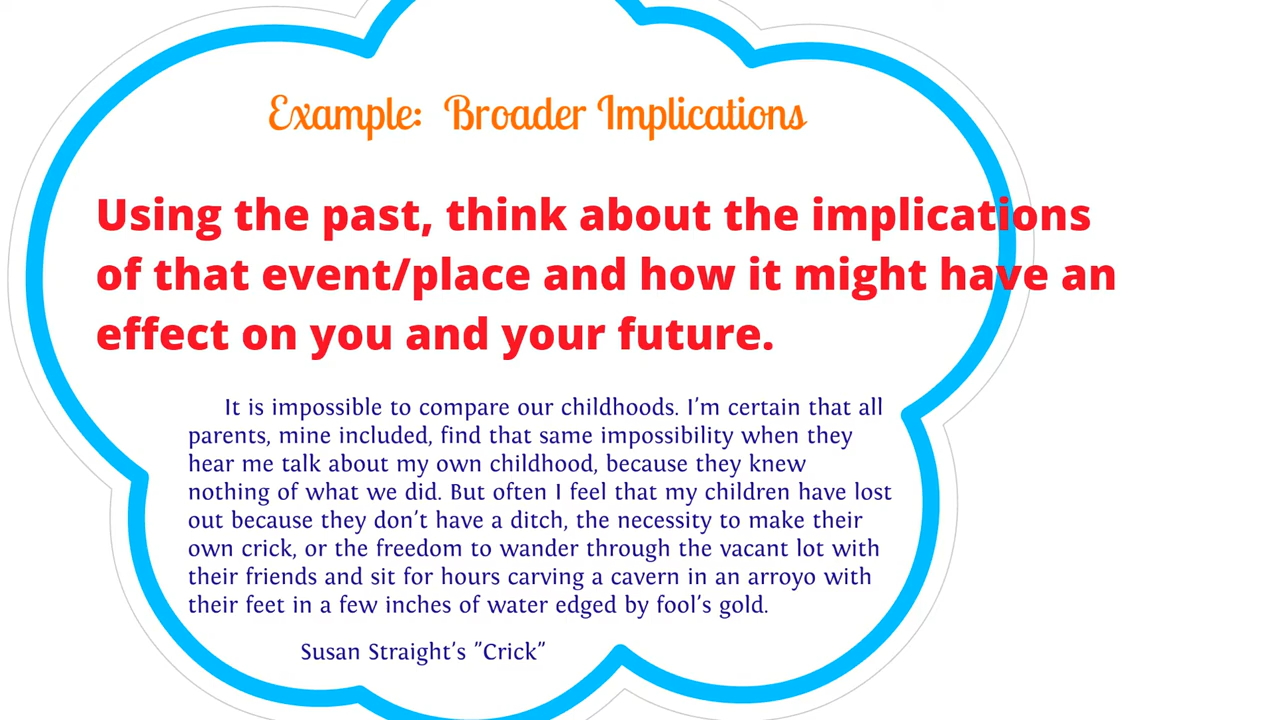 Example: Broader Implications
Using the past, think about the implications
of that event/place and how it might have an
effect on you and your future.
It is impossible to compare our childhoods. I'm certain that all
parents, mine included, find that same impossibility when they
hear me talk about my own childhood, because they knew
nothing of what we did. But often I feel that my children have lost
out because they don't have a ditch, the necessity to make their
own crick, or the freedom to wander through the vacant lot with
their friends and sit for hours carving a cavern in an arroyo with
their feet in a few inches of water edged by fool's gold.
Susan Straight's "Crick"